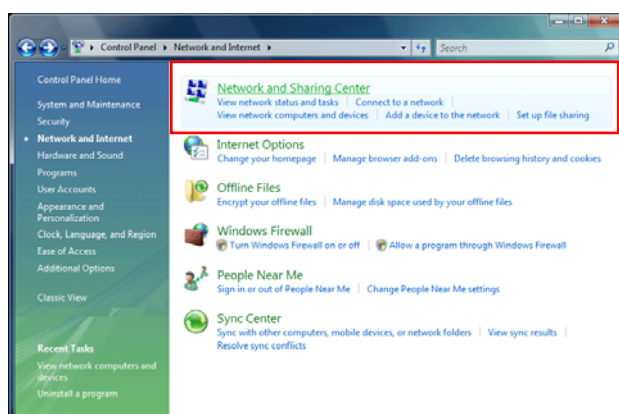 Control Panel Network and Internet Search
Control Panel Home
System and Maintenance
Security
Network and Internet
Hardware and Sound
Programs
User Accounts
Appearance and
Personalization
Clock, Language, and Region
Ease of Access
Additional Options
Classic View
Recent Tasks
View network computers and
devices
Uninstall a program
Network and Sharing Center
View network status and tasks Connect to a network
View network computers and devices Add a device to the network Set up file sharing
Internet Options
Change your homepage Manage browser add-ons Delete browsing history and cookies
Offline Files
Encrypt your offline files Manage disk space used by your offline files
Windows Firewall
Turn Windows Firewall on or off Allow a program through Windows Firewall
People Near Me
Sign in or out of People Near Me Change People Near Me settings
Sync Center
Sync with other computers, mobile devices, or network folders View sync results
Resolve sync conflicts